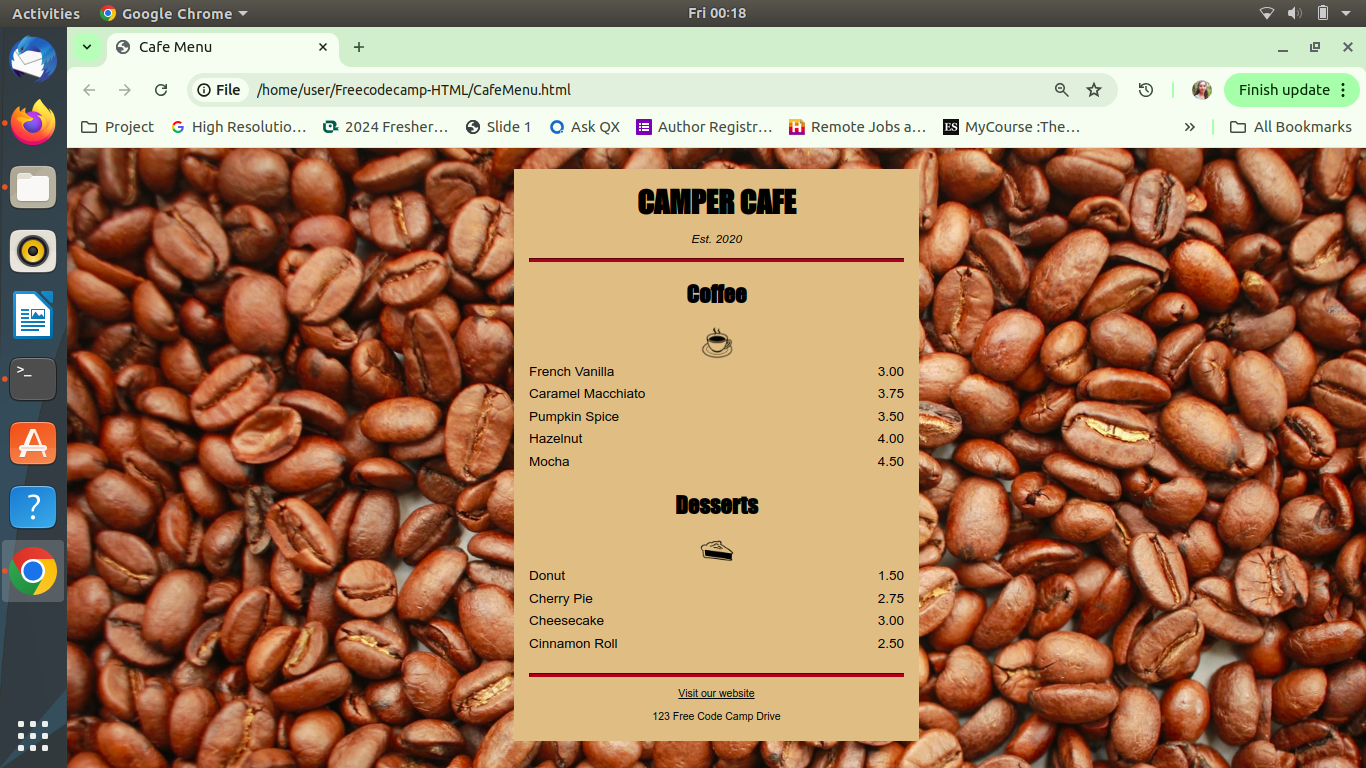 Activities Google Chrome Fri 00:18
Cafe Menu
File /home/user/Freecodecamp-HTML/CafeMenu.html Finish update
Project High Resolutio… 2024 Fresher… Slide 1 Ask QX Author Registr… Remote Jobs a… ES MyCourse :The… » All Bookmarks
CAMPER CAFE
Est. 2020
Coffee
French Vanilla 3.00
Caramel Macchiato 3.75
Pumpkin Spice 3.50
Hazelnut 4.00
Mocha 4.50
Desserts
Donut 1.50
Cherry Pie 2.75
Cheesecake 3.00
Cinnamon Roll 2.50
Visit our website
123 Free Code Camp Drive